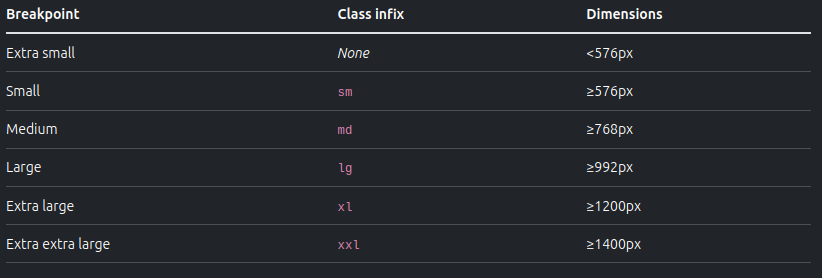 Breakpoint Class infix Dimensions
Extra small None <576px
Small sm ≥576px
Medium md ≥768px
Large lg ≥992px
Extra large xl ≥1200px
Extra extra large xxl ≥1400px